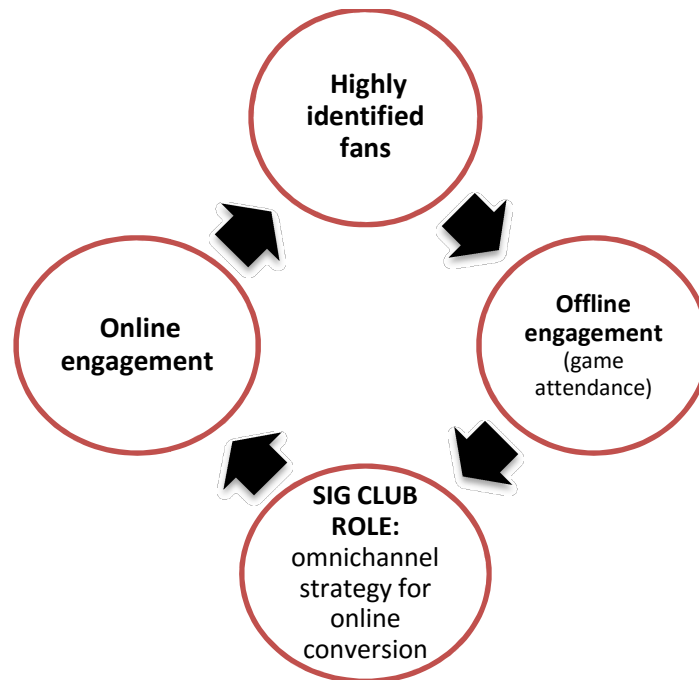 Highly
identified
fans
Offline
engagement
(game
attendance)
SIG CLUB
ROLE:
omnichannel
strategy for
online
conversion
Online
engagement